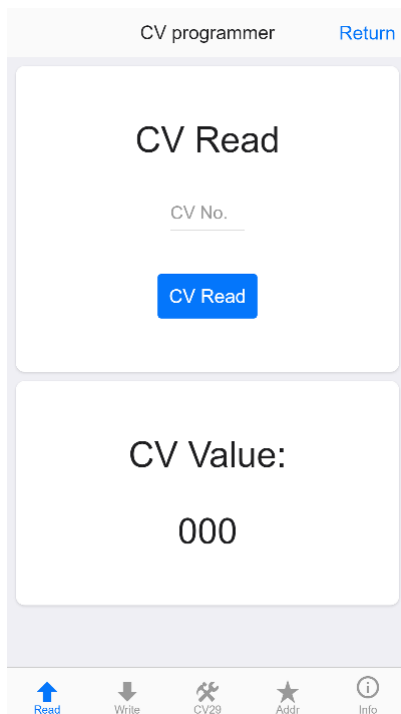 CV programmer Return
CV Read
CV No.
CV Read
CV Value:
000
Read Write CV29 Addr Info